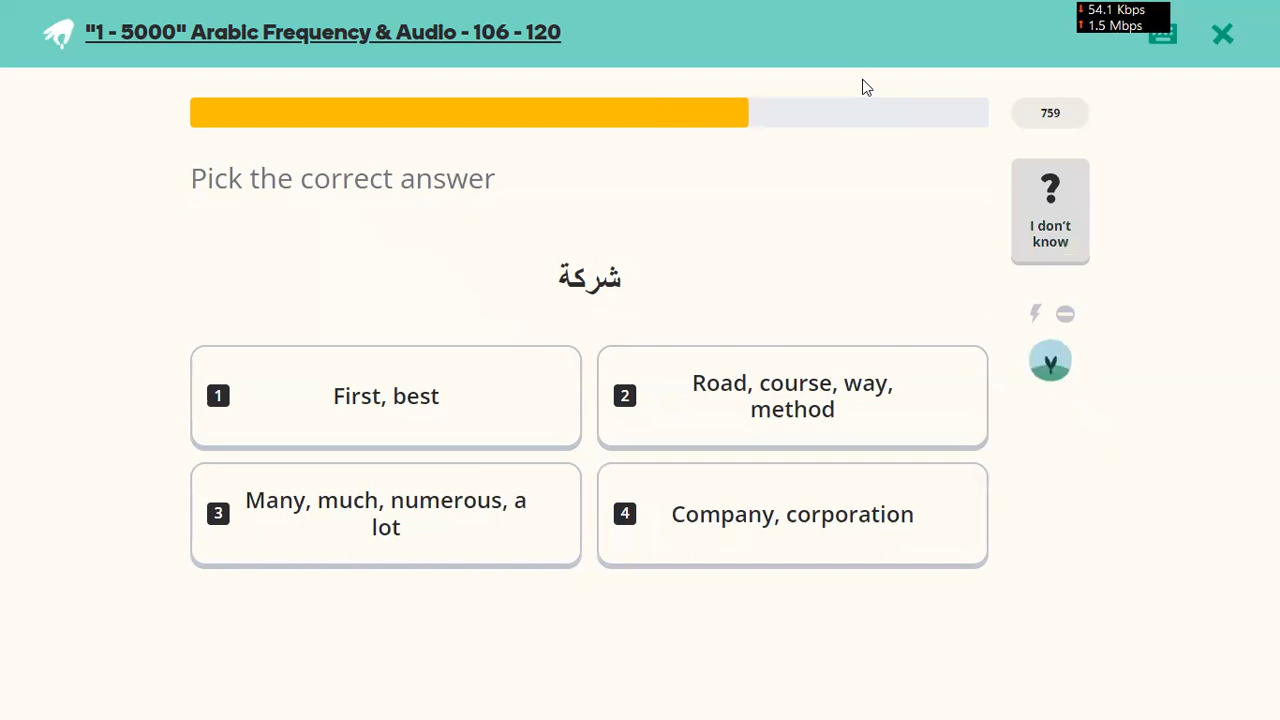 "1 - 5000" Arabic Frequency & Audio - 106 - 120
54.1 Kbps
1.5 Mbps
759
Pick the correct answer
?
I don't
know
شركة
1 First, best
2 Road, course, way,
method
3 Many, much, numerous, a
lot
4 Company, corporation